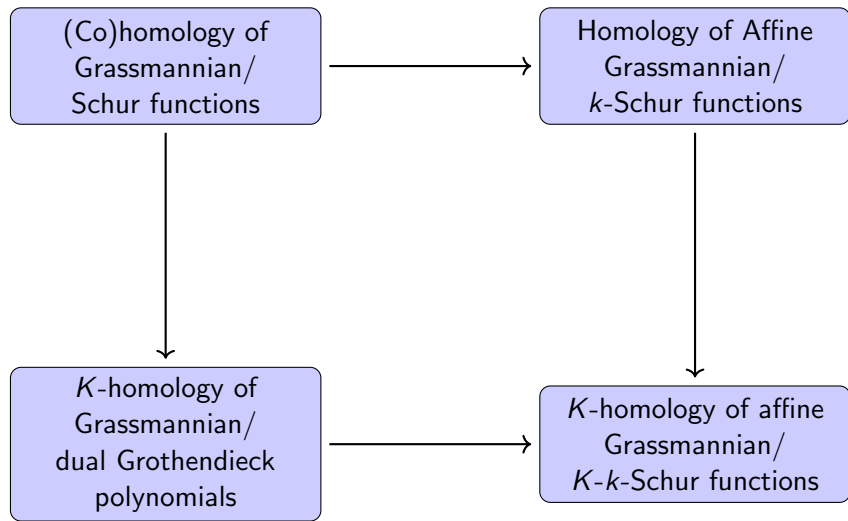 (Co)homology of
Grassmannian/
Schur functions
Homology of Affine
Grassmannian/
k-Schur functions
K-homology of
Grassmannian/
dual Grothendieck
polynomials
K-homology of affine
Grassmannian/
K-k-Schur functions